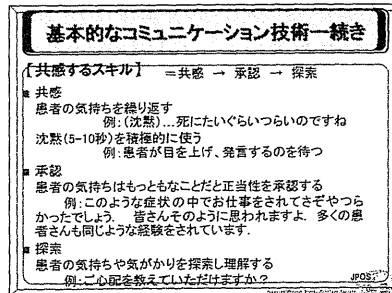 基本的なコミュニケーション技術ー続き
【共感するスキル】 =共感 → 承認 → 探索
■ 共感
患者の気持ちを繰り返す
例:(沈黙)…死にたいぐらいつらいのですね
沈黙(5-10秒)を積極的に使う
例:患者が目を上げ、発言するのを待つ
■ 承認
患者の気持ちはもっともなことだと正当性を承認する
例:このような症状の中でお仕事をされてさぞやつら
かったでしょう. 皆さんそのように思われますよ. 多くの患
者さんも同じような経験をされています.
■ 探索
患者の気持ちや気がかりを探索し理解する
例:ご心配を教えていただけますか?
JPOS